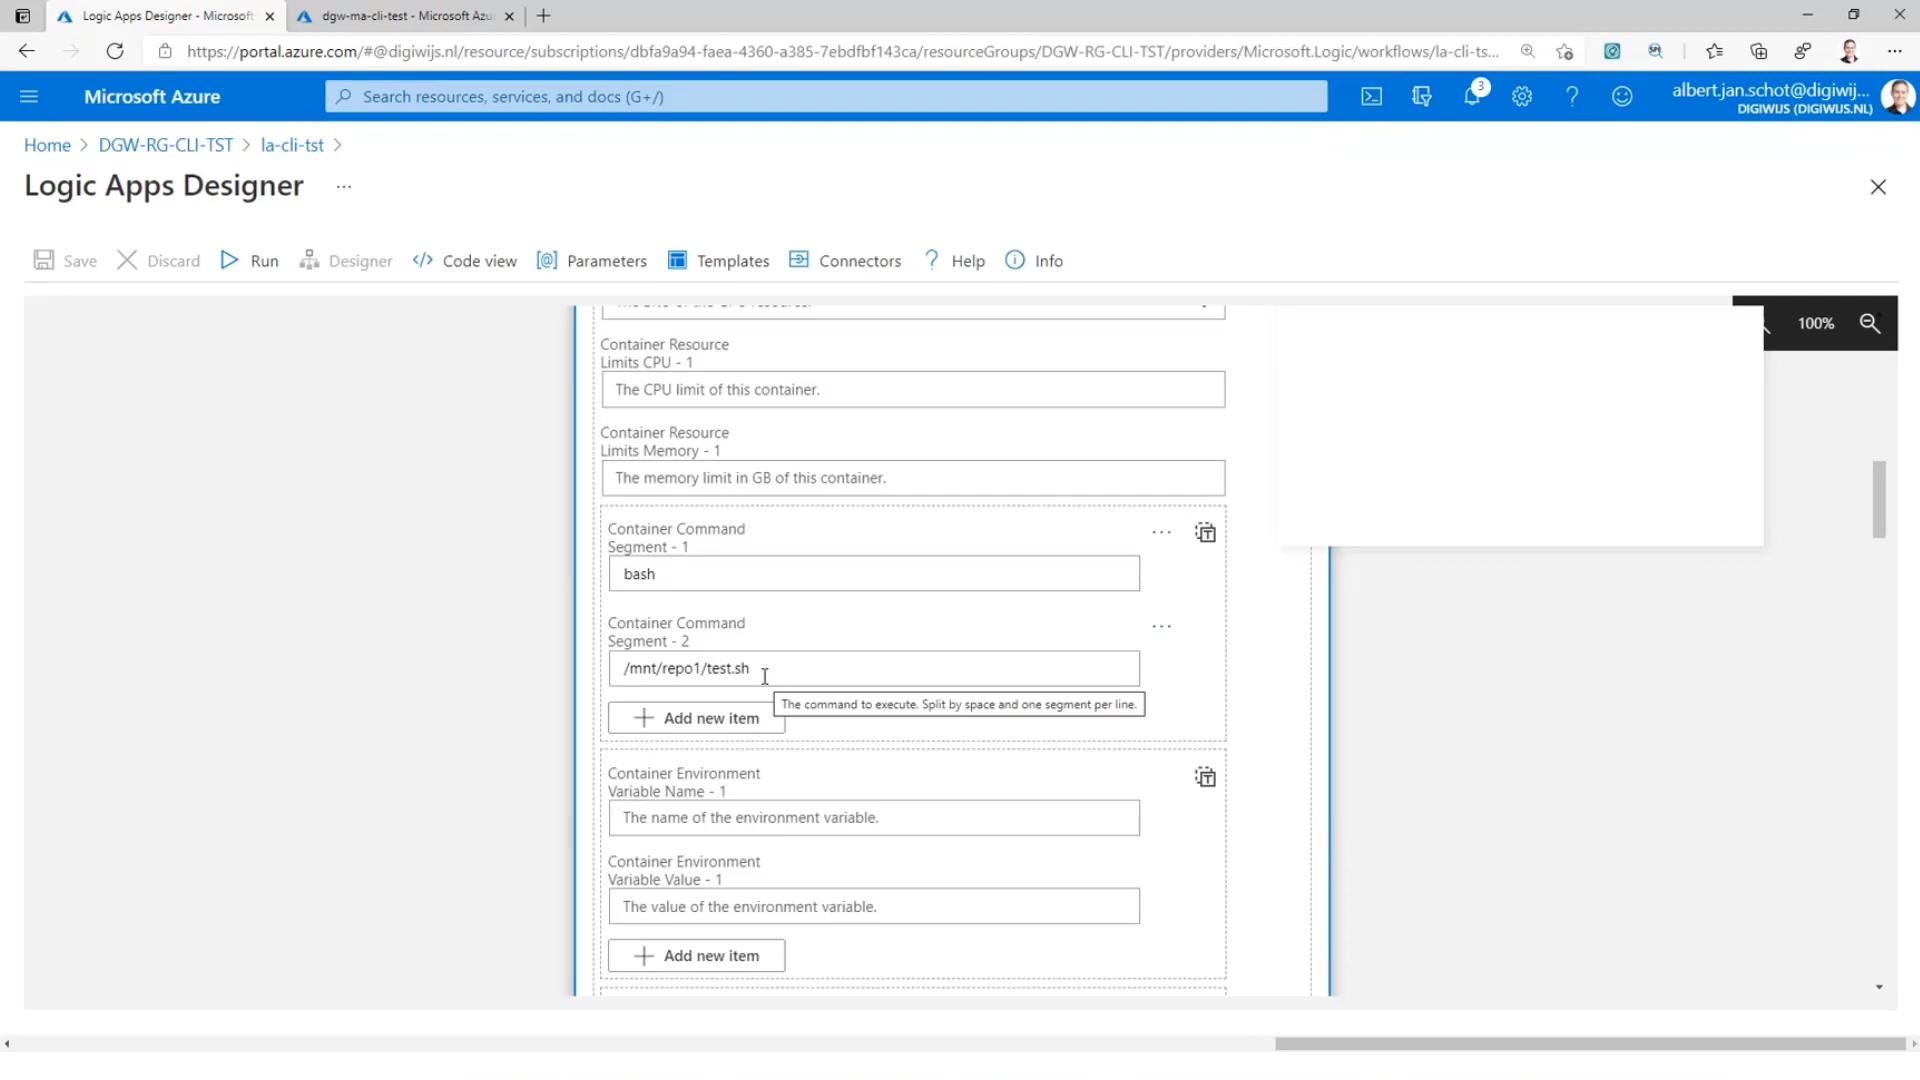 Logic Apps Designer - Microsoft
dgw-ma-cli-test - Microsoft Azu
https://portal.azure.com/#@digiwijs.nl/resource/subscriptions/dbfa9a94-faea-4360-a385-7ebdfbf143ca/resourceGroups/DGW-RG-CLI-TST/providers/Microsoft.Logic/workflows/la-cli-ts...
Microsoft Azure
Search resources, services, and docs (G+/)
3
albert.jan.schot@digiwij...
DIGIWIJS (DIGIWIJS.NL)
Home > DGW-RG-CLI-TST > la-cli-tst >
Logic Apps Designer ...
Save Discard Run Designer Code view Parameters Templates Connectors Help Info
100%
Container Resource
Limits CPU - 1
The CPU limit of this container.
Container Resource
Limits Memory - 1
The memory limit in GB of this container.
Container Command
Segment - 1
bash
Container Command
Segment - 2
/mnt/repo1/test.sh
The command to execute. Split by space and one segment per line.
Add new item
Container Environment
Variable Name - 1
The name of the environment variable.
Container Environment
Variable Value - 1
The value of the environment variable.
Add new item